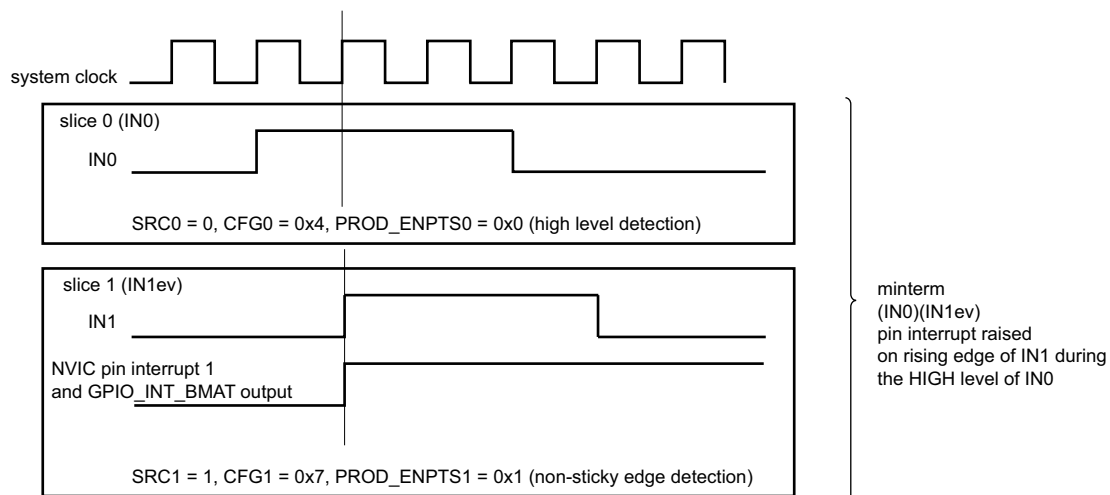 system clock
slice 0 (IN0)
IN0
SRC0 = 0, CFG0 = 0x4, PROD_ENPTS0 = 0x0 (high level detection)
slice 1 (IN1ev)
IN1
NVIC pin interrupt 1
and GPIO_INT_BMAT output
SRC1 = 1, CFG1 = 0x7, PROD_ENPTS1 = 0x1 (non-sticky edge detection)
minterm
(IN0)(IN1ev)
pin interrupt raised
on rising edge of IN1 during
the HIGH level of IN0